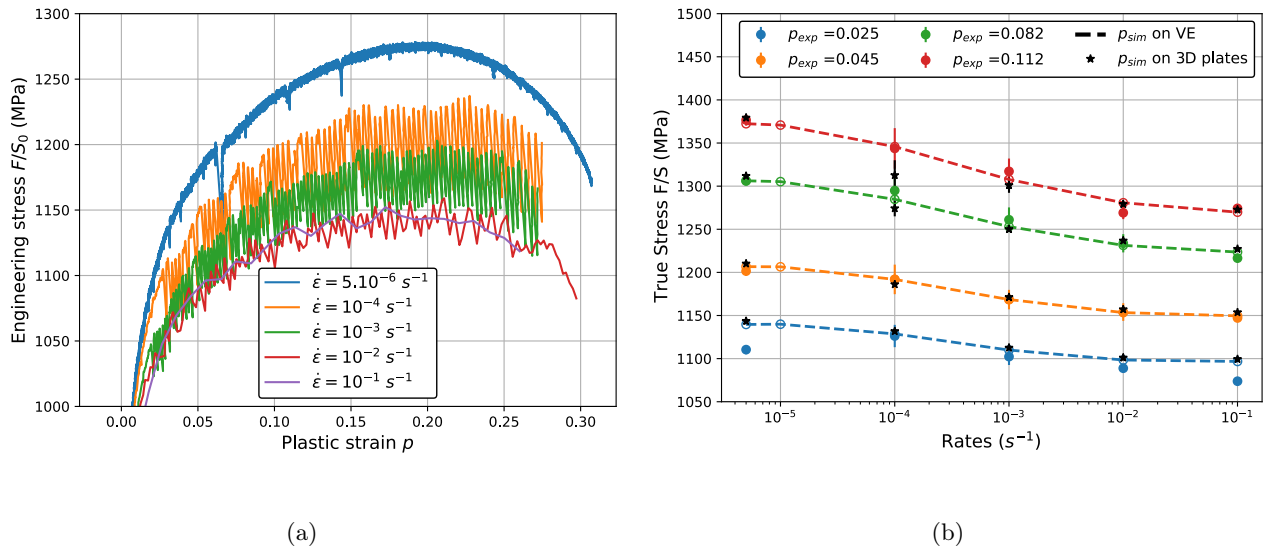 1300
1250
1200
1150
1100
1050
1000
Engineering stress F/S₀ (MPa)
0.00 0.05 0.10 0.15 0.20 0.25 0.30
Plastic strain p
ε̇ = 5.10⁻⁶ s⁻¹
ε̇ = 10⁻⁴ s⁻¹
ε̇ = 10⁻³ s⁻¹
ε̇ = 10⁻² s⁻¹
ε̇ = 10⁻¹ s⁻¹
(a)
1500
1450
1400
1350
1300
1250
1200
1150
1100
1050
True Stress F/S (MPa)
10⁻⁵ 10⁻⁴ 10⁻³ 10⁻² 10⁻¹
Rates (s⁻¹)
p_exp =0.025
p_exp =0.045
p_exp =0.082
p_exp =0.112
p_sim on VE
p_sim on 3D plates
(b)